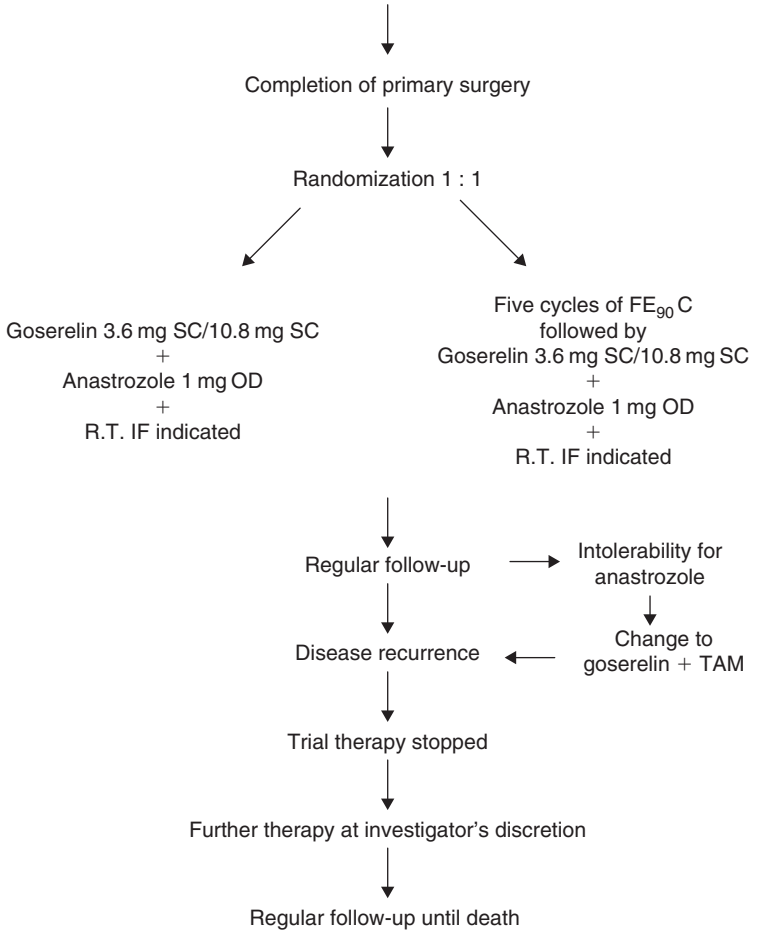 Completion of primary surgery
Randomization 1 : 1
Goserelin 3.6 mg SC/10.8 mg SC
+
Anastrozole 1 mg OD
+
R.T. IF indicated
Five cycles of FE90C
followed by
Goserelin 3.6 mg SC/10.8 mg SC
+
Anastrozole 1 mg OD
+
R.T. IF indicated
Regular follow-up
Intolerability for
anastrozole
Change to
goserelin + TAM
Disease recurrence
Trial therapy stopped
Further therapy at investigator's discretion
Regular follow-up until death